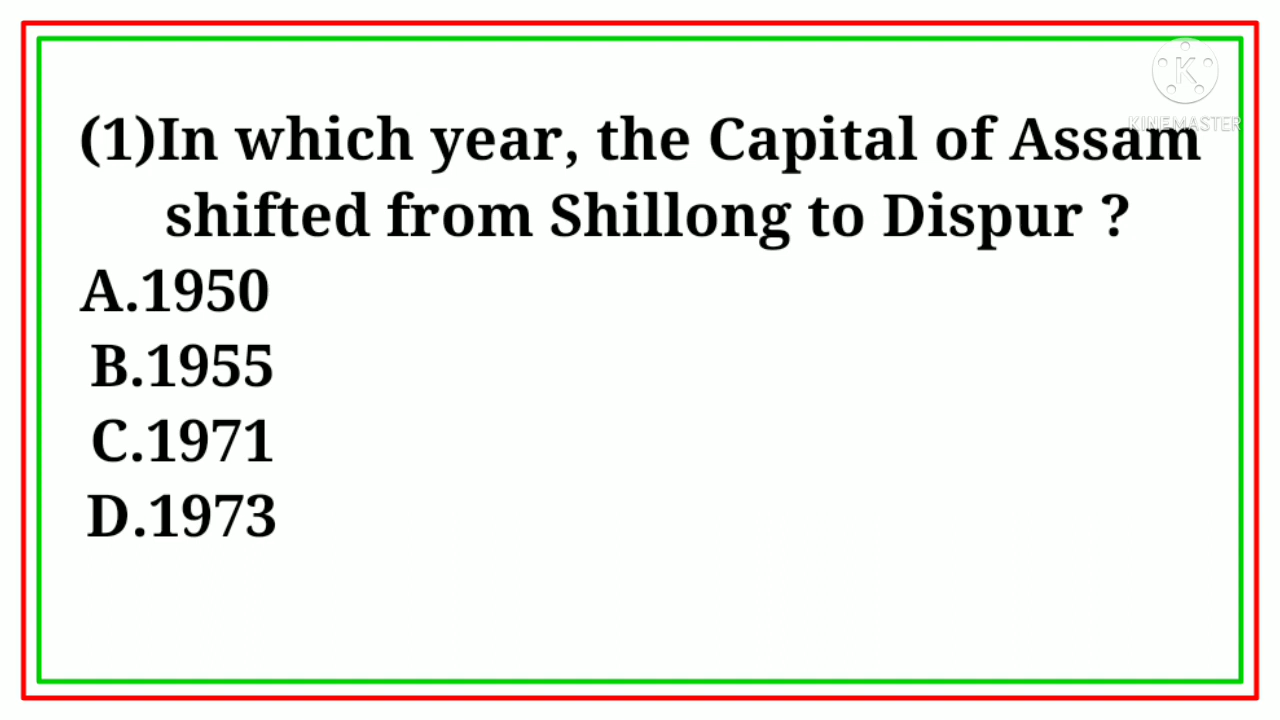 (1)In which year, the Capital of Assam
shifted from Shillong to Dispur ?
A.1950
B.1955
C.1971
D.1973
K
KINEMASTER